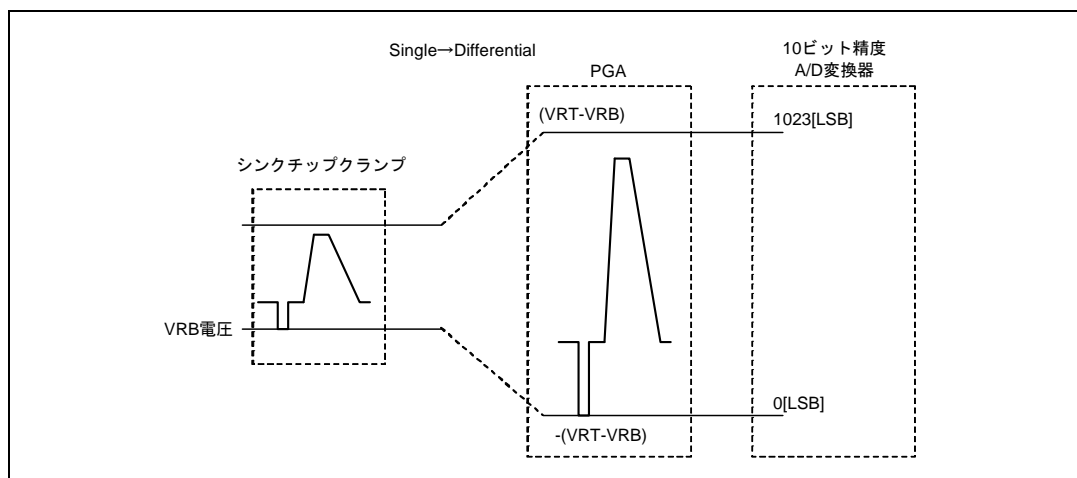 Single→Differential
10ビット精度
A/D変換器
PGA
(VRT-VRB)
1023[LSB]
シンクチップクランプ
VRB電圧
0[LSB]
-(VRT-VRB)